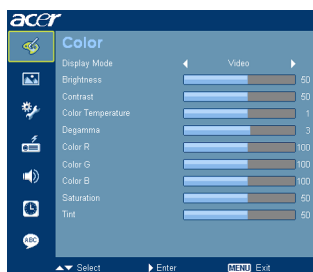 acer
Color
Display Mode Video
Brightness 50
Contrast 50
Color Temperature 1
Degamma 3
Color R 100
Color G 100
Color B 100
Saturation 50
Tint 50
ABC
Select Enter MENU Exit